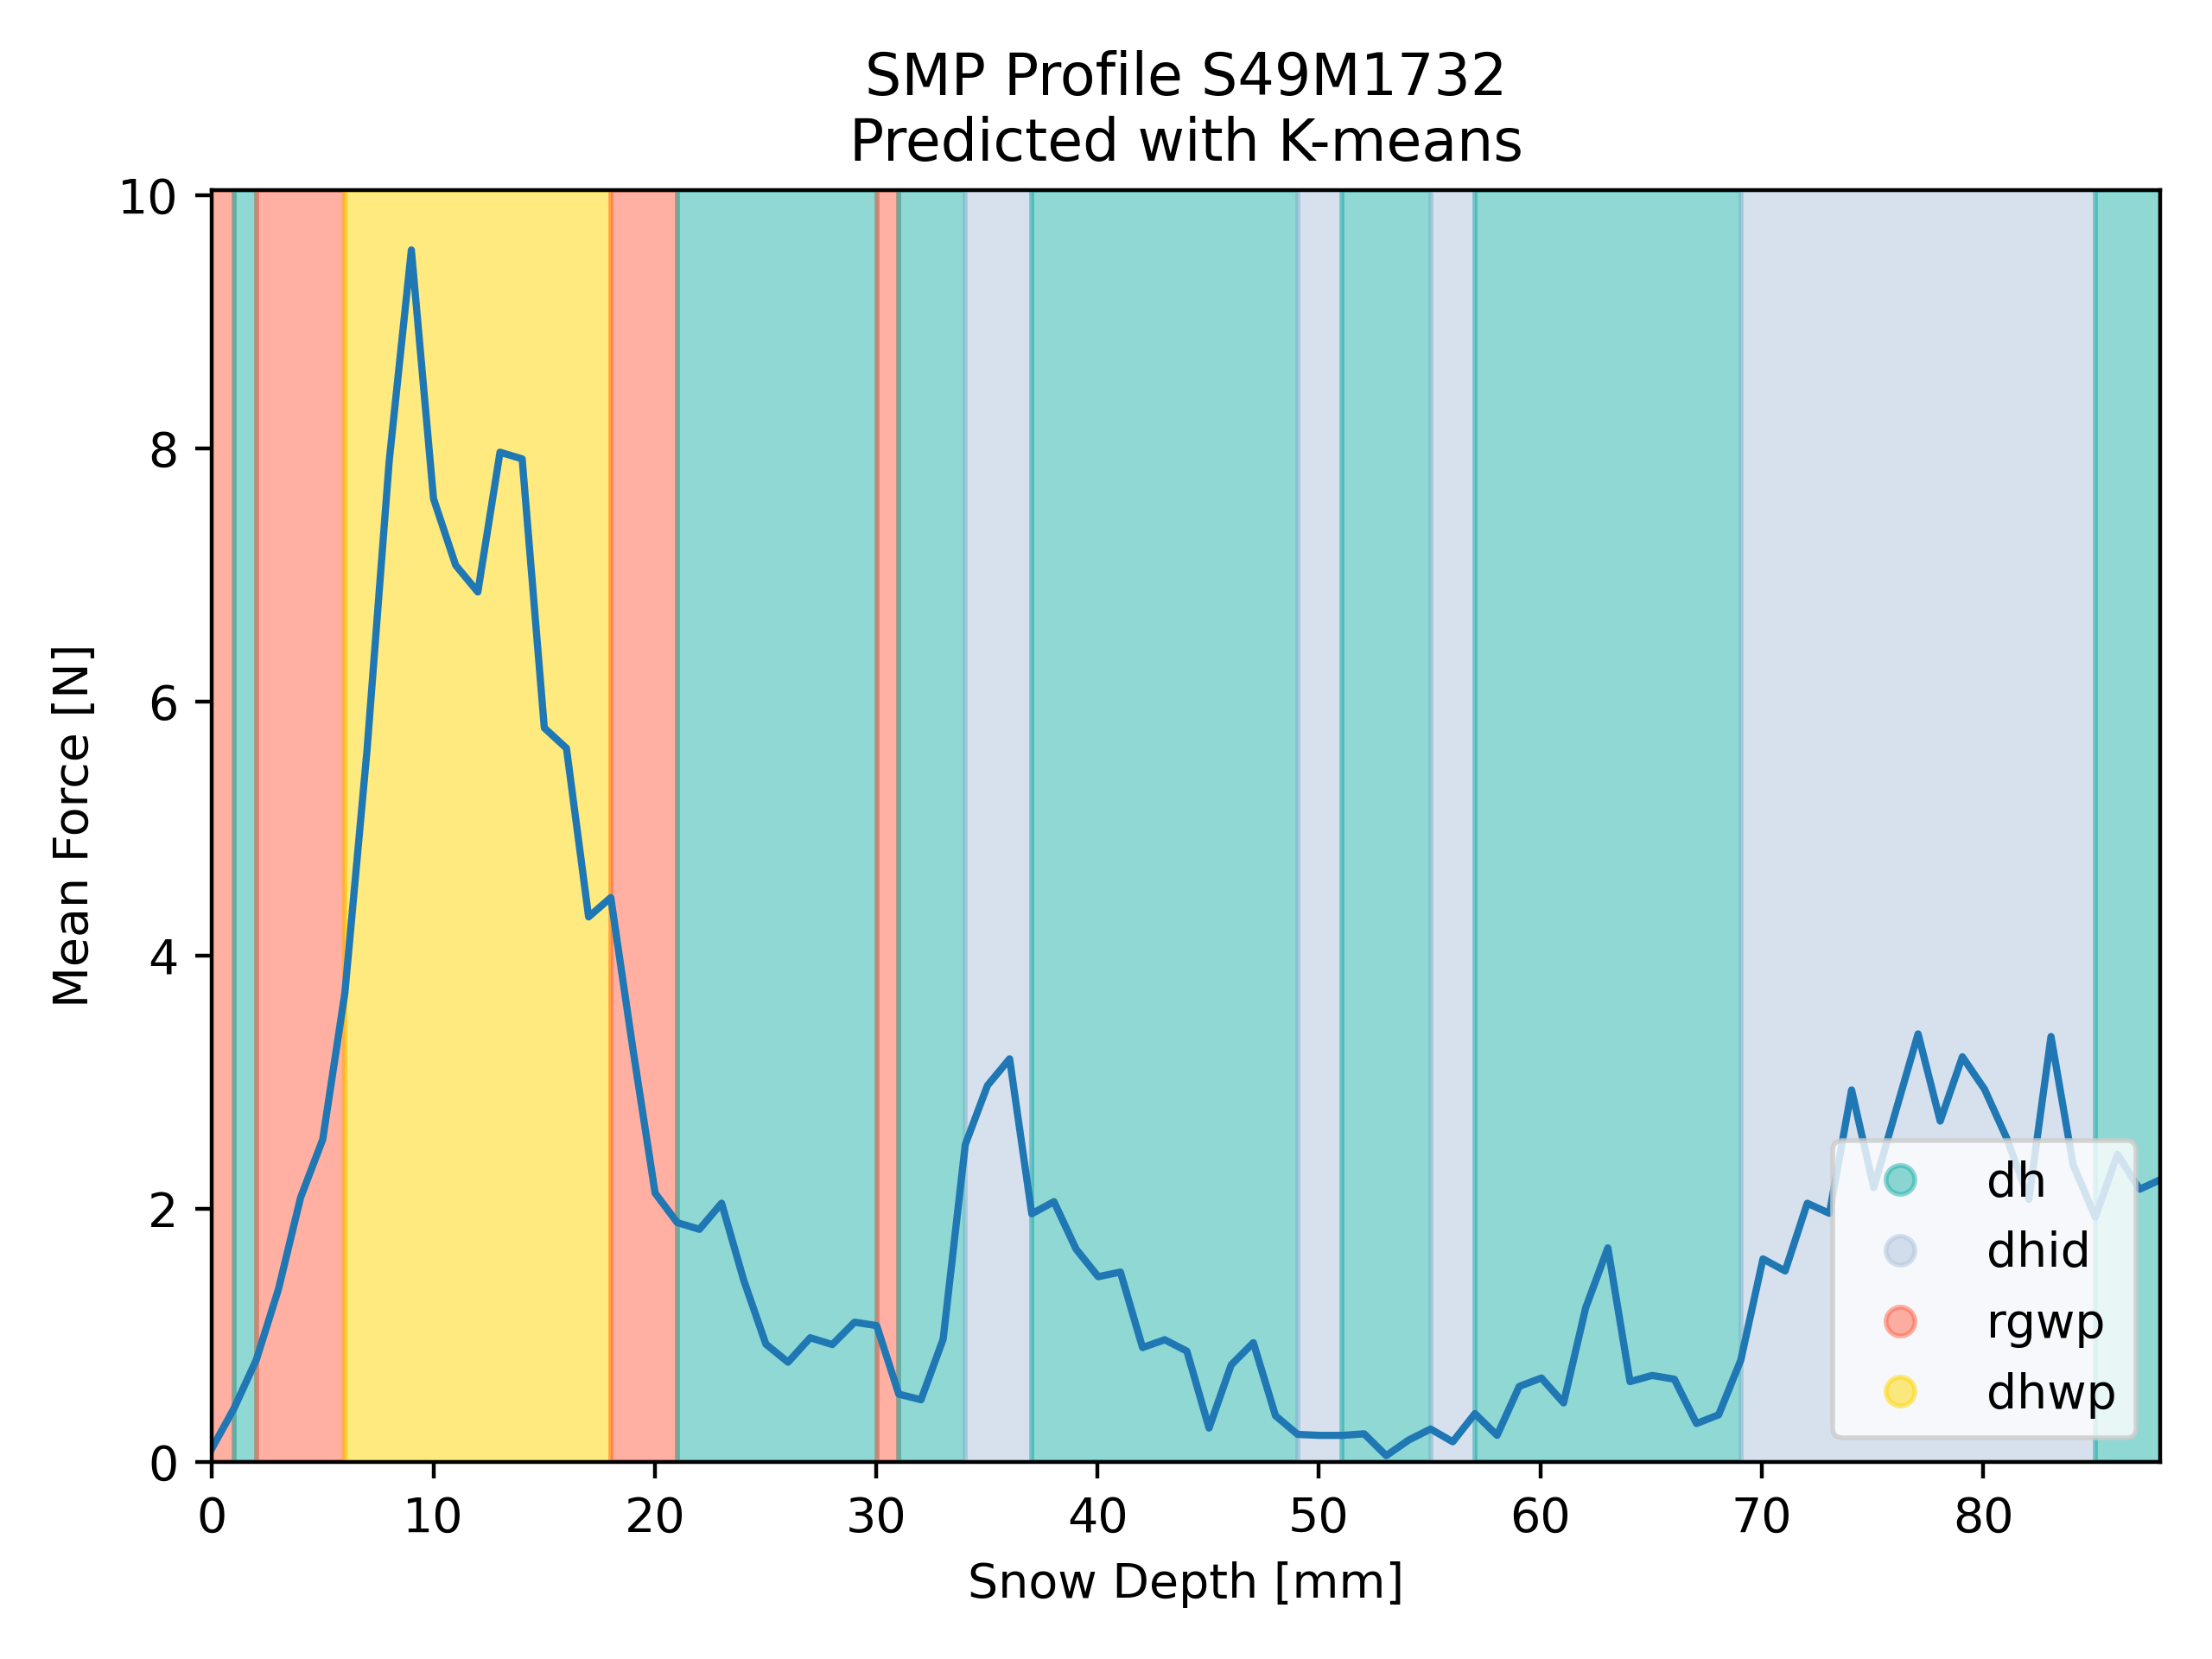 SMP Profile S49M1732
Predicted with K-means
10
8
6
4
2
0
Mean Force [N]
0 10 20 30 40 50 60 70 80
Snow Depth [mm]
dh
dhid
rgwp
dhwp